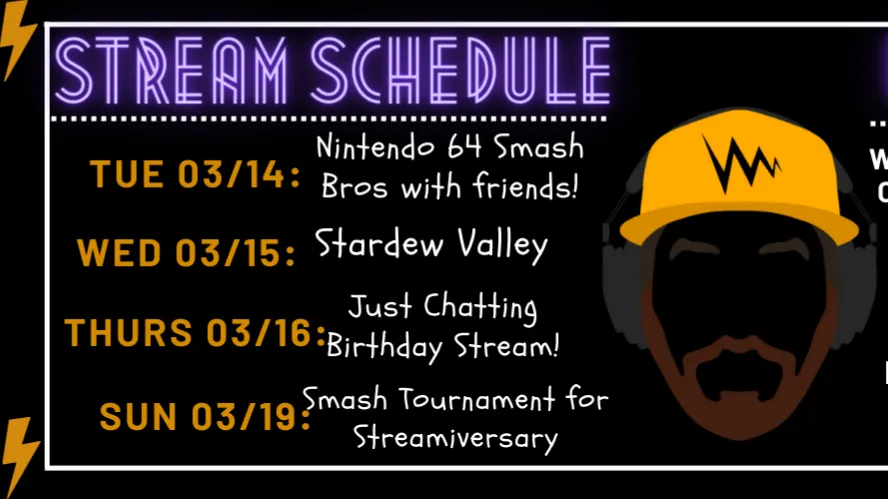 STREAM SCHEDULE
TUE 03/14:
Nintendo 64 Smash
Bros with friends!
WED 03/15:
Stardew Valley
THURS 03/16:
Just Chatting
Birthday Stream!
SUN 03/19:
Smash Tournament for
Streamiversary